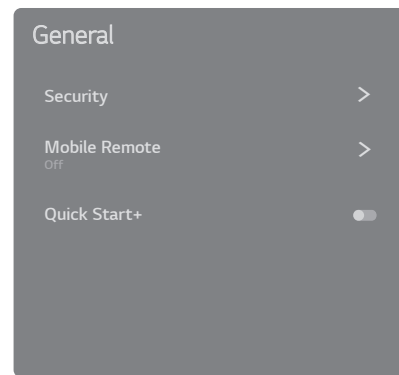 General
Security
Mobile Remote
Off
Quick Start+